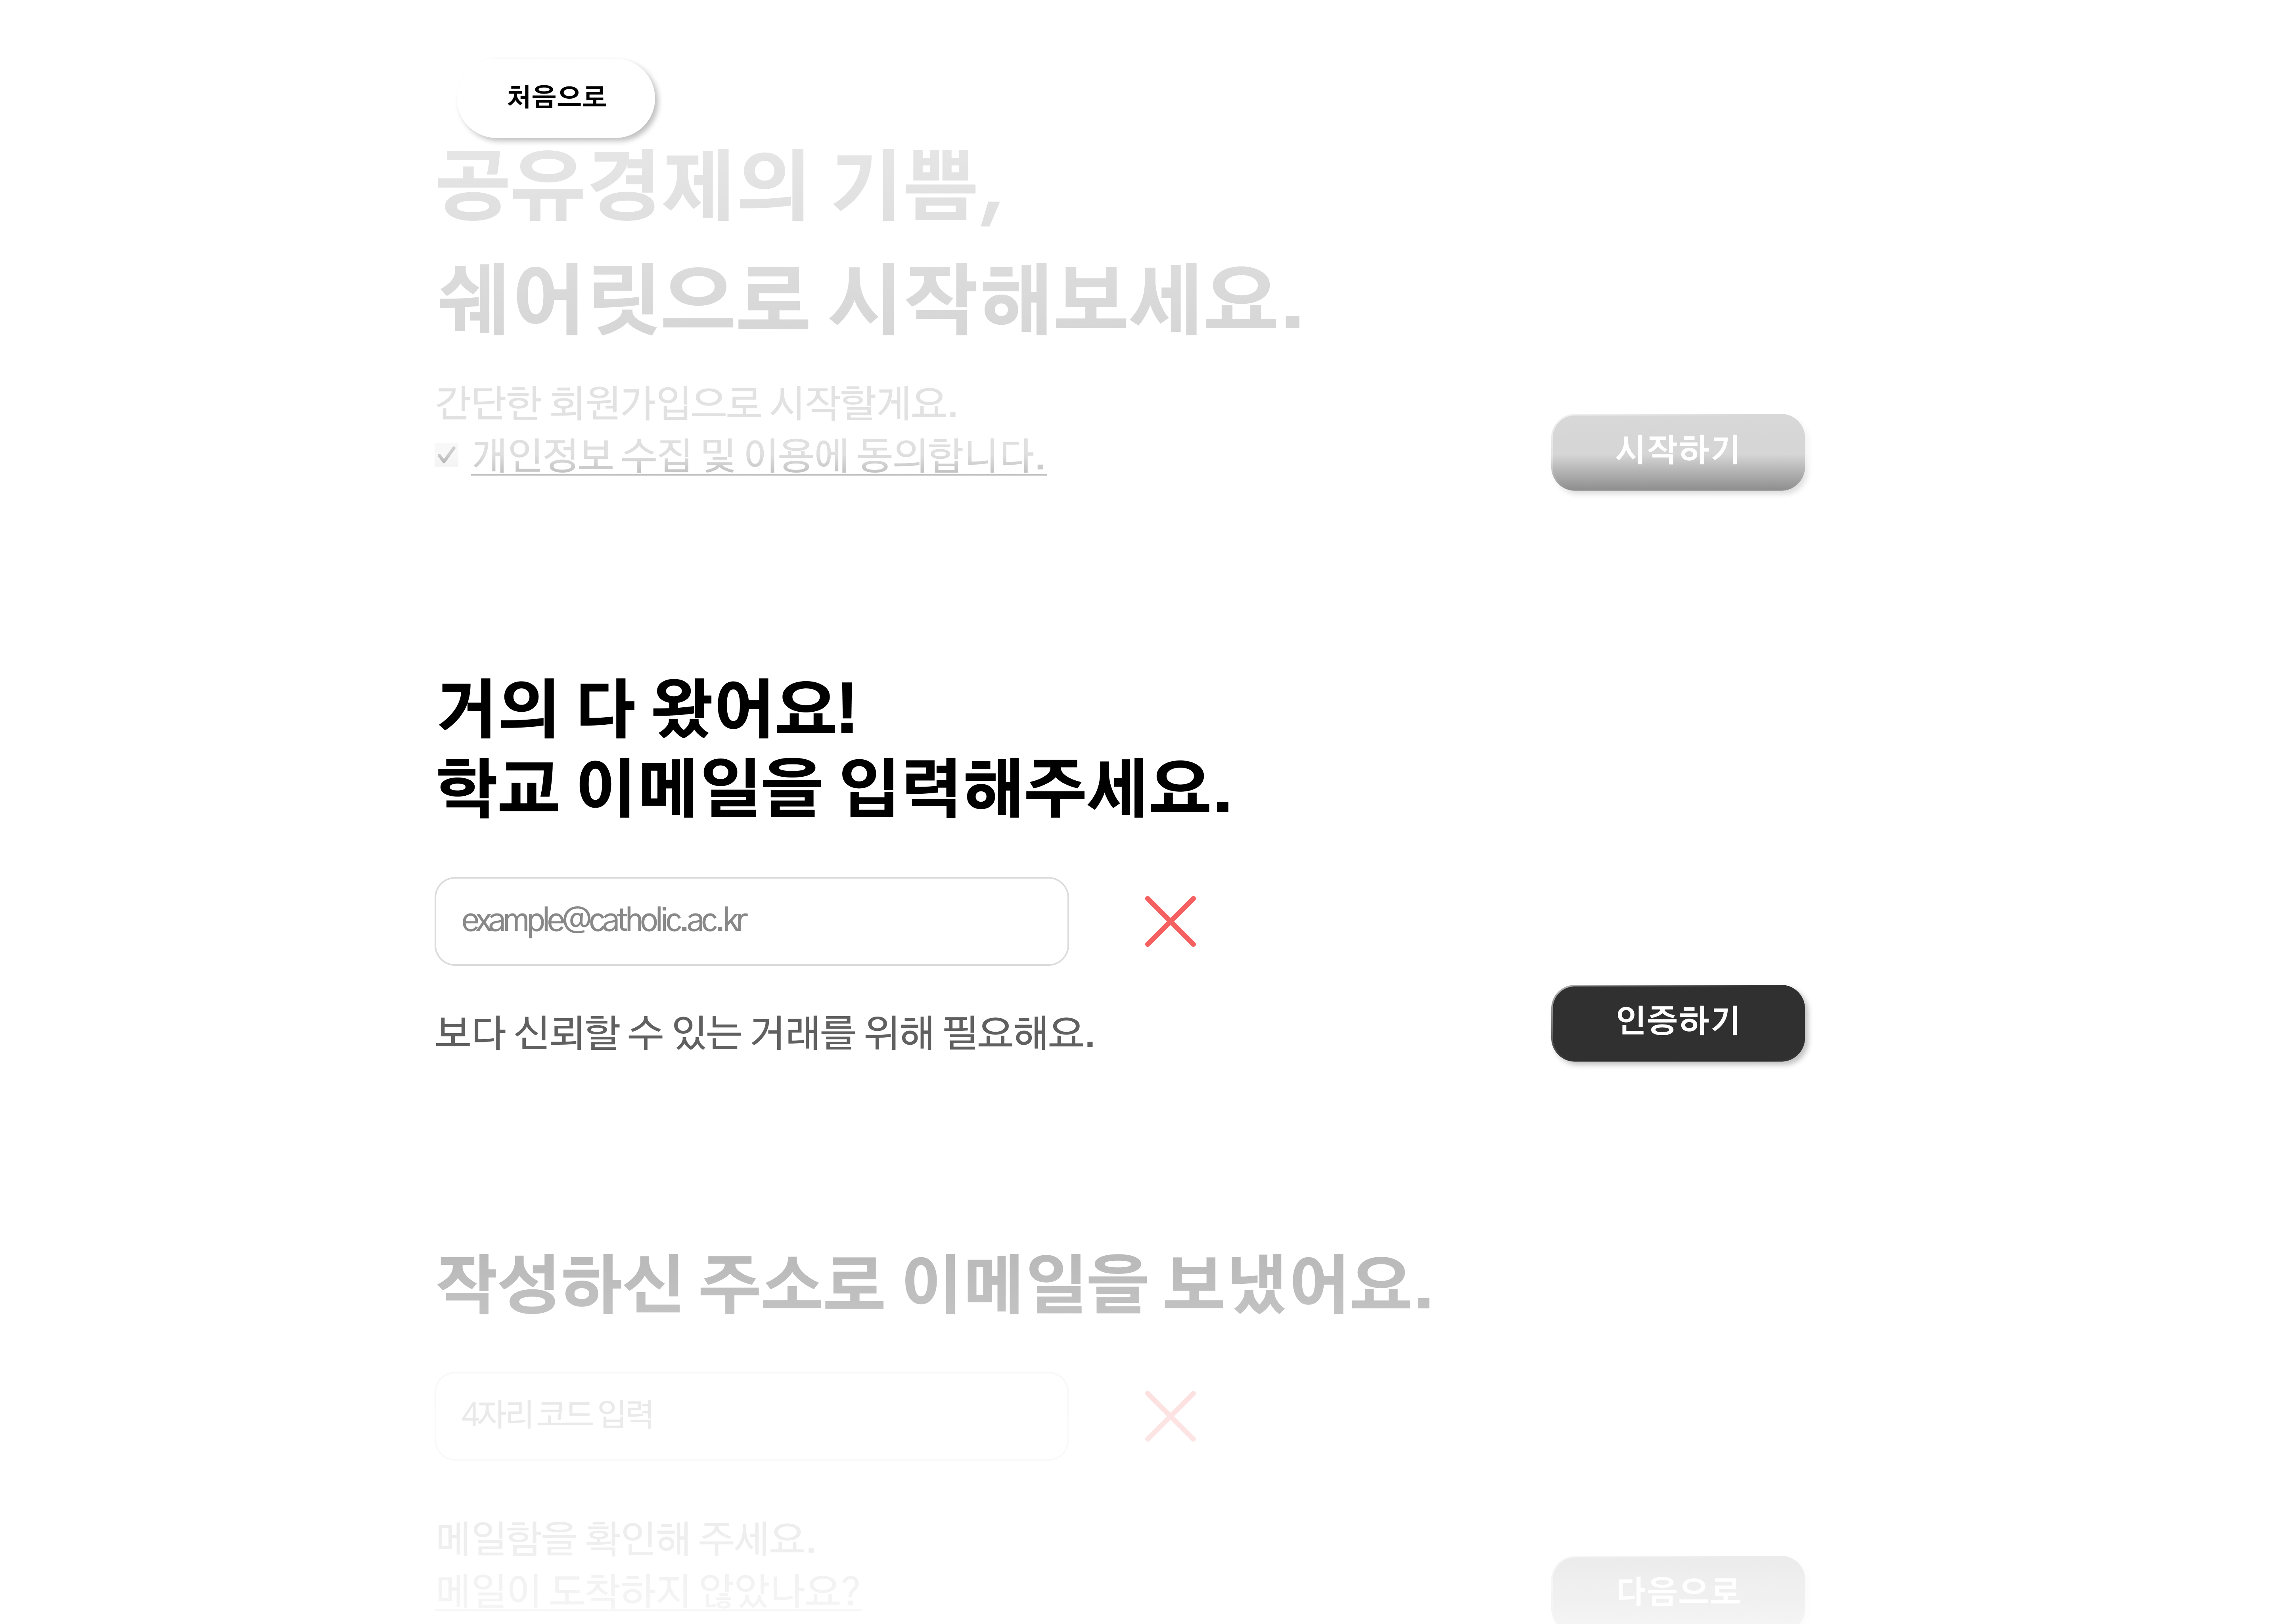 처음으로
공유경제의 기쁨,
쉐어릿으로 시작해보세요.
간단한 회원가입으로 시작할게요.
개인정보 수집 및 이용에 동의합니다.
시작하기
거의 다 왔어요!
학교 이메일을 입력해주세요.
example@catholic.ac.kr
보다 신뢰할 수 있는 거래를 위해 필요해요.
인증하기
작성하신 주소로 이메일을 보냈어요.
4자리 코드 입력
메일함을 확인해 주세요.
메일이 도착하지 않았나요?
다음으로